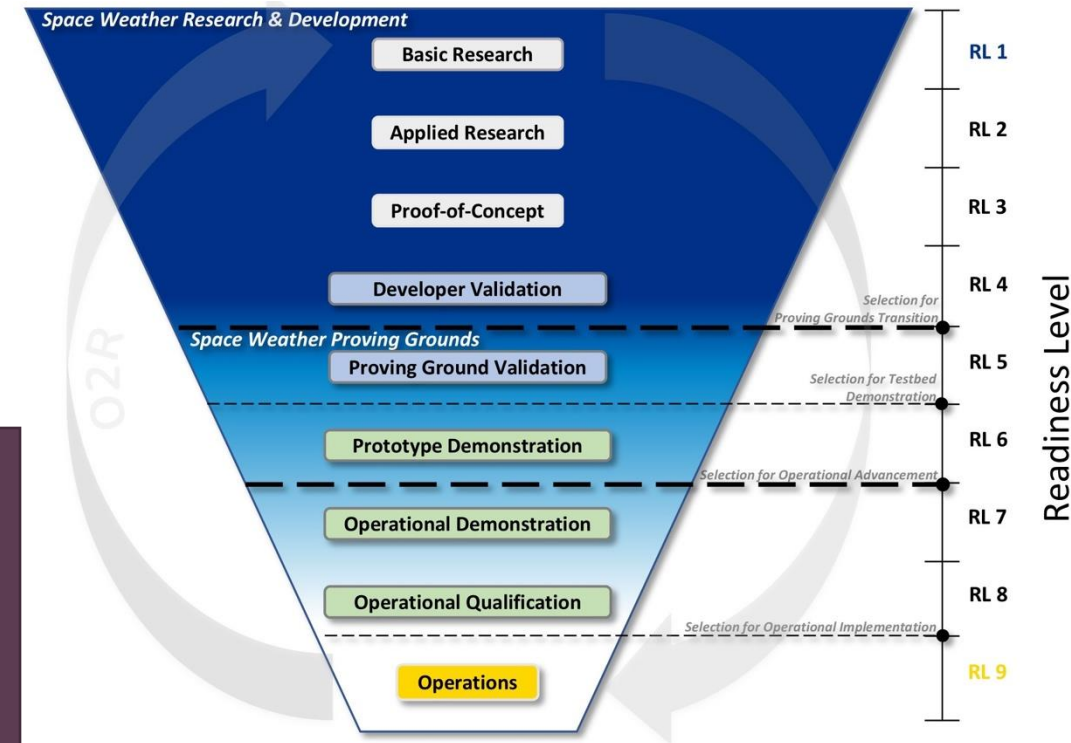 Space Weather Research & Development
Basic Research
RL 1
Applied Research
RL 2
Proof-of-Concept
RL 3
Developer Validation
RL 4
Selection for
Proving Grounds Transition
Space Weather Proving Grounds
Proving Ground Validation
RL 5
Selection for Testbed
Demonstration
Prototype Demonstration
RL 6
Selection for Operational Advancement
Operational Demonstration
RL 7
Operational Qualification
RL 8
Selection for Operational Implementation
Operations
RL 9
O2R
Readiness Level